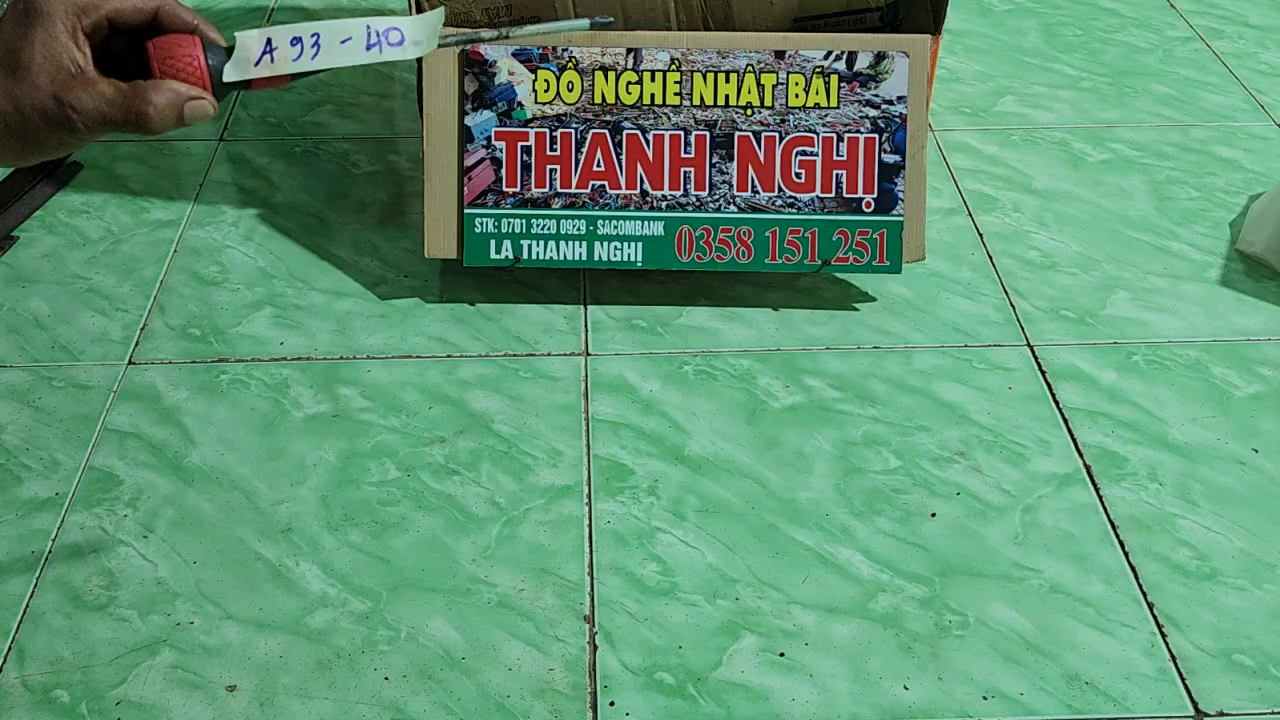 A93-40
ĐỒ NGHỀ NHẬT BÃI
THANH NGHỊ
STK: 0701 3220 0929 - SACOMBANK
LA THANH NGHỊ
0358 151 251